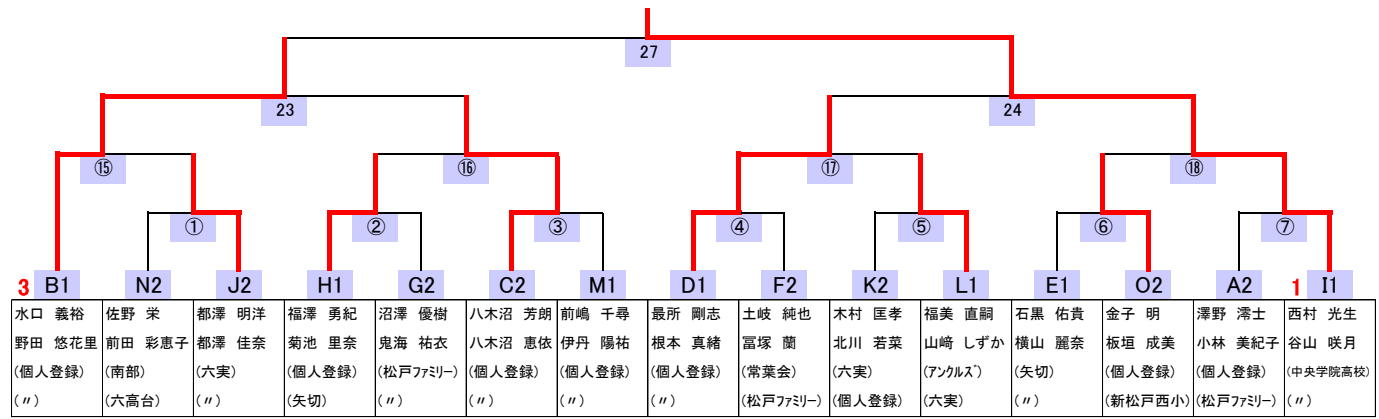 27
23 24
⑮ ⑯ ⑰ ⑱
① ② ③ ④ ⑤ ⑥ ⑦
3 B1 N2 J2 H1 G2 C2 M1 D1 F2 K2 L1 E1 O2 A2 1 I1
水口 義裕 佐野 栄 都澤 明洋 福澤 勇紀 沼澤 優樹 八木沼 芳朗 前嶋 千尋 最所 剛志 土岐 純也 木村 匡孝 福美 直嗣 石黒 佑貴 金子 明 澤野 澪士 西村 光生
野田 悠花里 前田 彩恵子 都澤 佳奈 菊池 里奈 鬼海 祐衣 八木沼 恵依 伊丹 陽祐 根本 真緒 冨塚 蘭 北川 若菜 山﨑 しずか 横山 麗奈 板垣 成美 小林 美紀子 谷山 咲月
(個人登録) (南部) (六実) (個人登録) (松戸ファミリー) (個人登録) (個人登録) (個人登録) (常葉会) (六実) (アンクルズ) (矢切) (個人登録) (個人登録) (中央学院高校)
(〃) (六高台) (〃) (矢切) (〃) (〃) (〃) (〃) (松戸ファミリー) (個人登録) (六実) (〃) (新松戸西小) (松戸ファミリー) (〃)